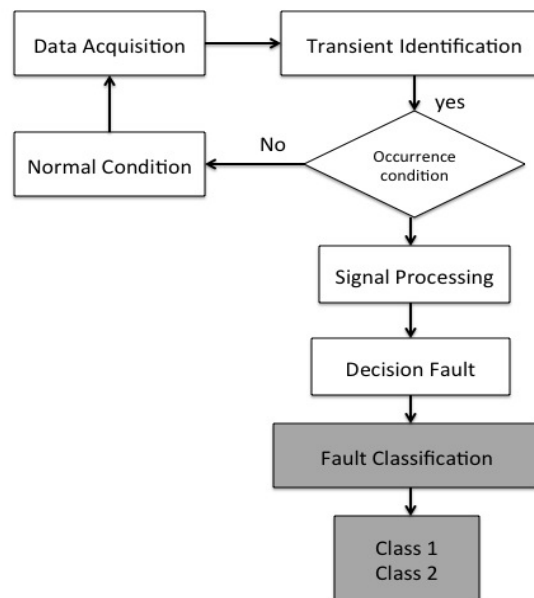 Data Acquisition
Transient Identification
yes
No
Normal Condition
Occurrence
condition
Signal Processing
Decision Fault
Fault Classification
Class 1
Class 2